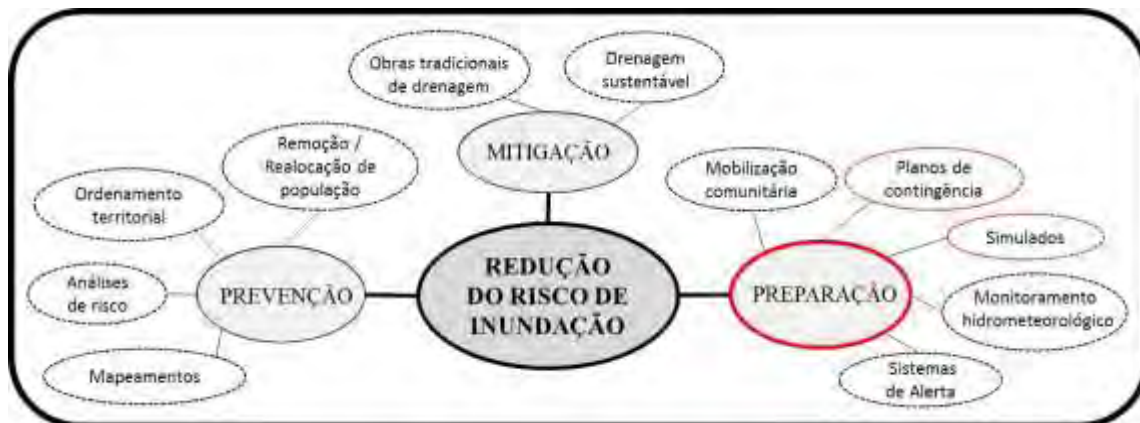 Obras tradicionais
de drenagem
Drenagem
sustentável
MITIGAÇÃO
Remoção /
Realocação de
população
Ordenamento
territorial
Análises
de risco
Mapeamentos
PREVENÇÃO
REDUÇÃO
DO RISCO DE
INUNDAÇÃO
Mobilização
comunitária
Planos de
contingência
Simulados
PREPARAÇÃO
Monitoramento
hidrometeorológico
Sistemas
de Alerta